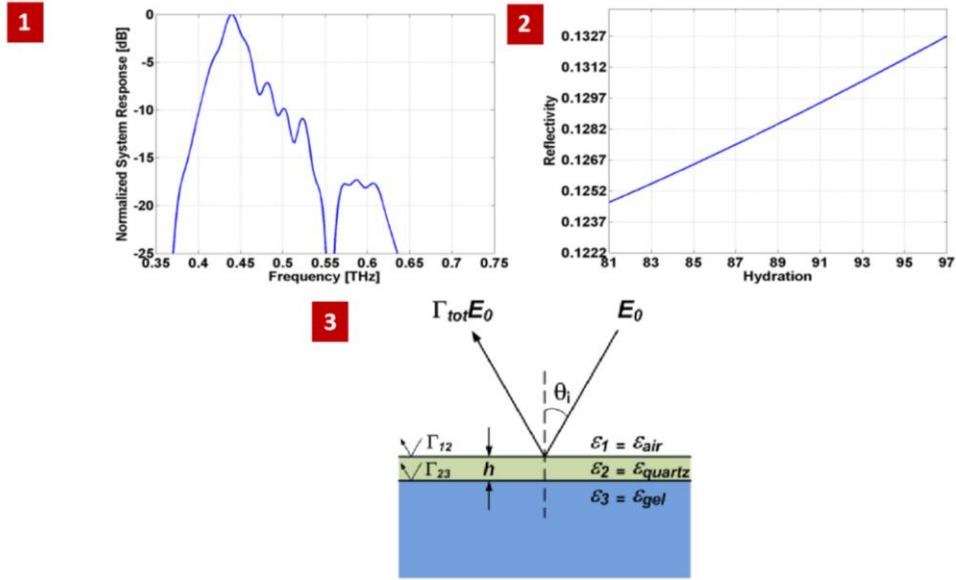 1
Normalized System Response [dB]
0
-5
-10
-15
-20
-25
0.35 0.4 0.45 0.5 0.55 0.6 0.65 0.7 0.75
Frequency [THz]
2
Reflectivity
0.1327
0.1312
0.1297
0.1282
0.1267
0.1252
0.1237
0.1222
81 83 85 87 89 91 93 95 97
Hydration
3
Γtot E0 E0
θi
Γ12 ε1 = εair
Γ23 h ε2 = εquartz
ε3 = εgel